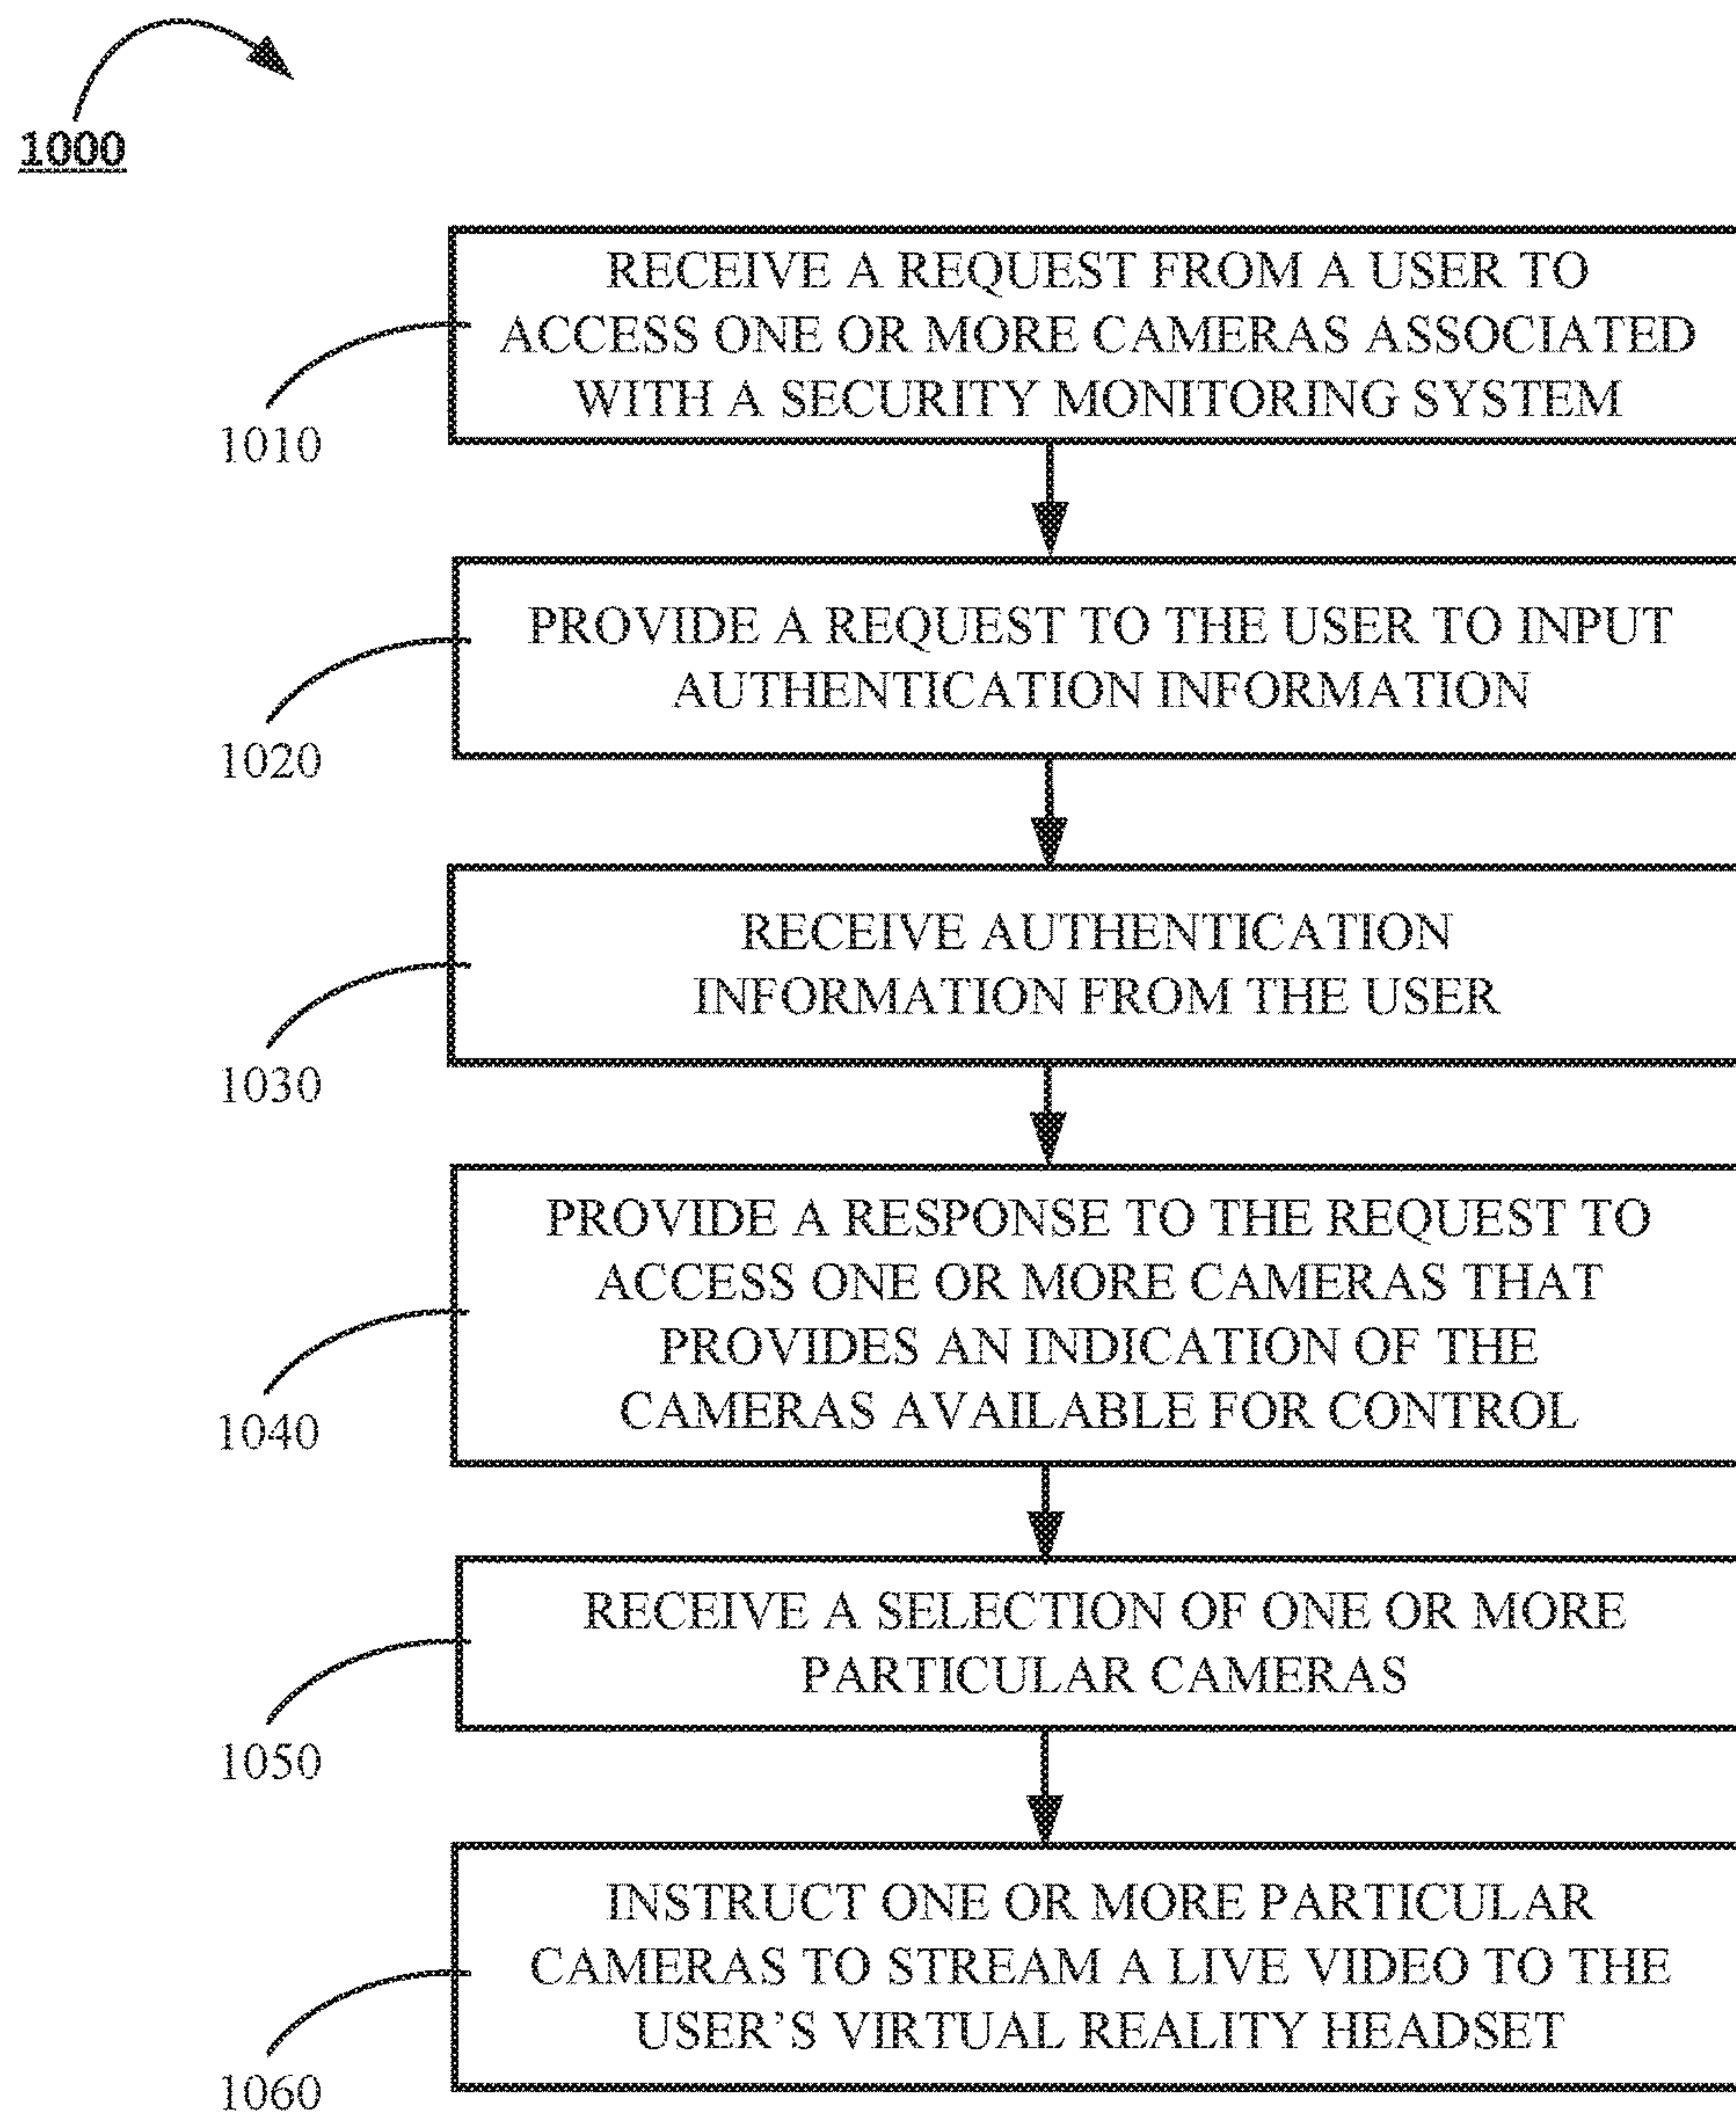 1000
RECEIVE A REQUEST FROM A USER TO
ACCESS ONE OR MORE CAMERAS ASSOCIATED
WITH A SECURITY MONITORING SYSTEM
1010
PROVIDE A REQUEST TO THE USER TO INPUT
AUTHENTICATION INFORMATION
1020
RECEIVE AUTHENTICATION
INFORMATION FROM THE USER
1030
PROVIDE A RESPONSE TO THE REQUEST TO
ACCESS ONE OR MORE CAMERAS THAT
PROVIDES AN INDICATION OF THE
CAMERAS AVAILABLE FOR CONTROL
1040
RECEIVE A SELECTION OF ONE OR MORE
PARTICULAR CAMERAS
1050
INSTRUCT ONE OR MORE PARTICULAR
CAMERAS TO STREAM A LIVE VIDEO TO THE
USER’S VIRTUAL REALITY HEADSET
1060